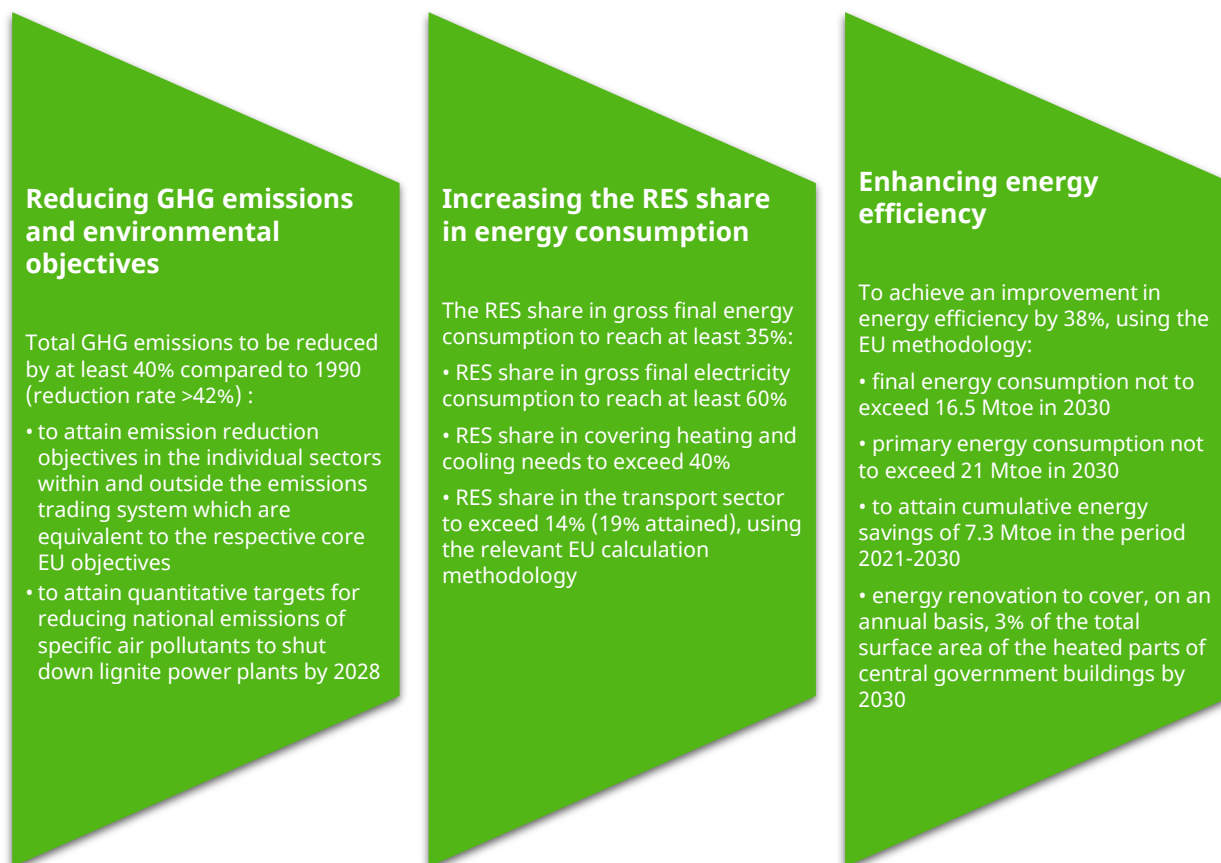 Reducing GHG emissions
and environmental
objectives
Total GHG emissions to be reduced
by at least 40% compared to 1990
(reduction rate >42%) :
• to attain emission reduction
objectives in the individual sectors
within and outside the emissions
trading system which are
equivalent to the respective core
EU objectives
• to attain quantitative targets for
reducing national emissions of
specific air pollutants to shut
down lignite power plants by 2028
Increasing the RES share
in energy consumption
The RES share in gross final energy
consumption to reach at least 35%:
• RES share in gross final electricity
consumption to reach at least 60%
• RES share in covering heating and
cooling needs to exceed 40%
• RES share in the transport sector
to exceed 14% (19% attained), using
the relevant EU calculation
methodology
Enhancing energy
efficiency
To achieve an improvement in
energy efficiency by 38%, using the
EU methodology:
• final energy consumption not to
exceed 16.5 Mtoe in 2030
• primary energy consumption not
to exceed 21 Mtoe in 2030
• to attain cumulative energy
savings of 7.3 Mtoe in the period
2021-2030
• energy renovation to cover, on an
annual basis, 3% of the total
surface area of the heated parts of
central government buildings by
2030